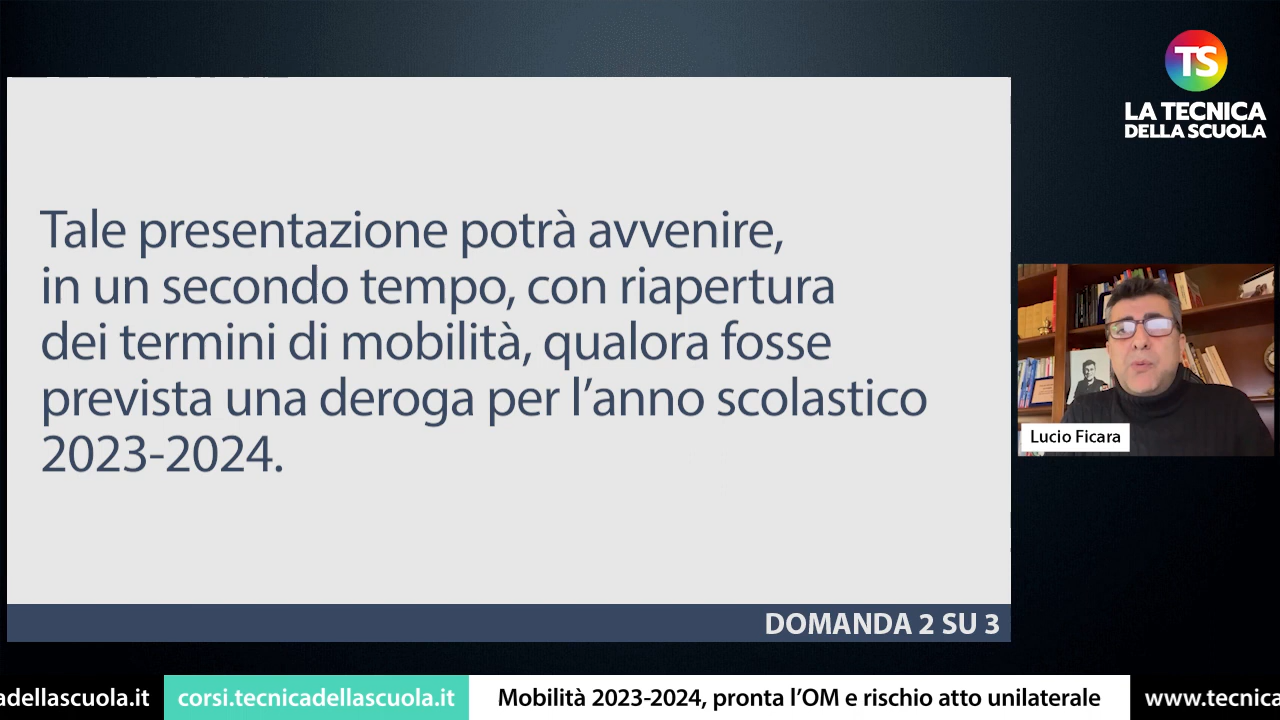 TS
LA TECNICA
DELLA SCUOLA
Tale presentazione potrà avvenire,
in un secondo tempo, con riapertura
dei termini di mobilità, qualora fosse
prevista una deroga per l’anno scolastico
2023-2024.
Lucio Ficara
DOMANDA 2 SU 3
adellascuola.it
corsi.tecnicadellascuola.it
Mobilità 2023-2024, pronta l’OM e rischio atto unilaterale
www.tecnica